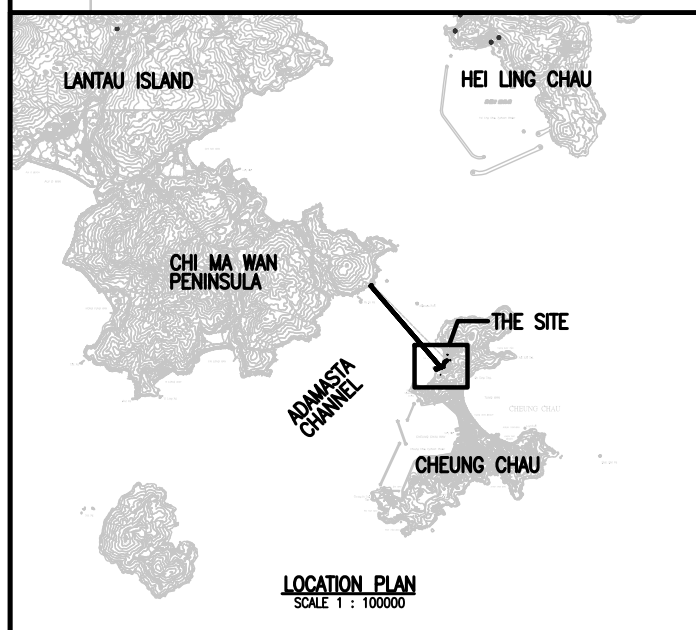 LANTAU ISLAND
HEI LING CHAU
CHI MA WAN
PENINSULA
THE SITE
ADAMASTA
CHANNEL
CHEUNG CHAU
CHEUNG CHAU
LOCATION PLAN
SCALE 1 : 100000